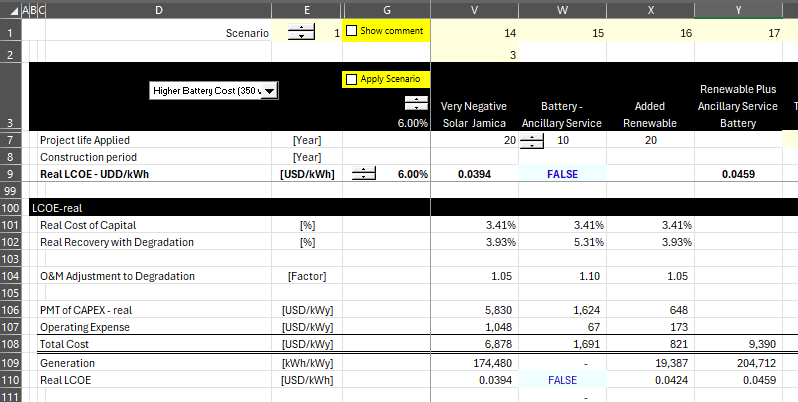 A B C D E G V W X Y
1 Scenario 1 Show comment 14 15 16 17
2 3
Apply Scenario
Higher Battery Cost (350 v
Renewable Plus
Very Negative Battery - Added Ancillary Service
3 6.00% Solar Jamica Ancillary Service Renewable Battery
7 Project life Applied [Year] 20 10 20
8 Construction period [Year]
9 Real LCOE - UDD/kWh [USD/kWh] 6.00% 0.0394 FALSE 0.0459
99
100 LCOE-real
101 Real Cost of Capital [%] 3.41% 3.41% 3.41%
102 Real Recovery with Degradation [%] 3.93% 5.31% 3.93%
103
104 O&M Adjustment to Degradation [Factor] 1.05 1.10 1.05
105
106 PMT of CAPEX - real [USD/kWy] 5,830 1,624 648
107 Operating Expense [USD/kWy] 1,048 67 173
108 Total Cost [USD/kWy] 6,878 1,691 821 9,390
109 Generation [kWh/kWy] 174,480 - 19,387 204,712
110 Real LCOE [USD/kWh] 0.0394 FALSE 0.0424 0.0459
111 -